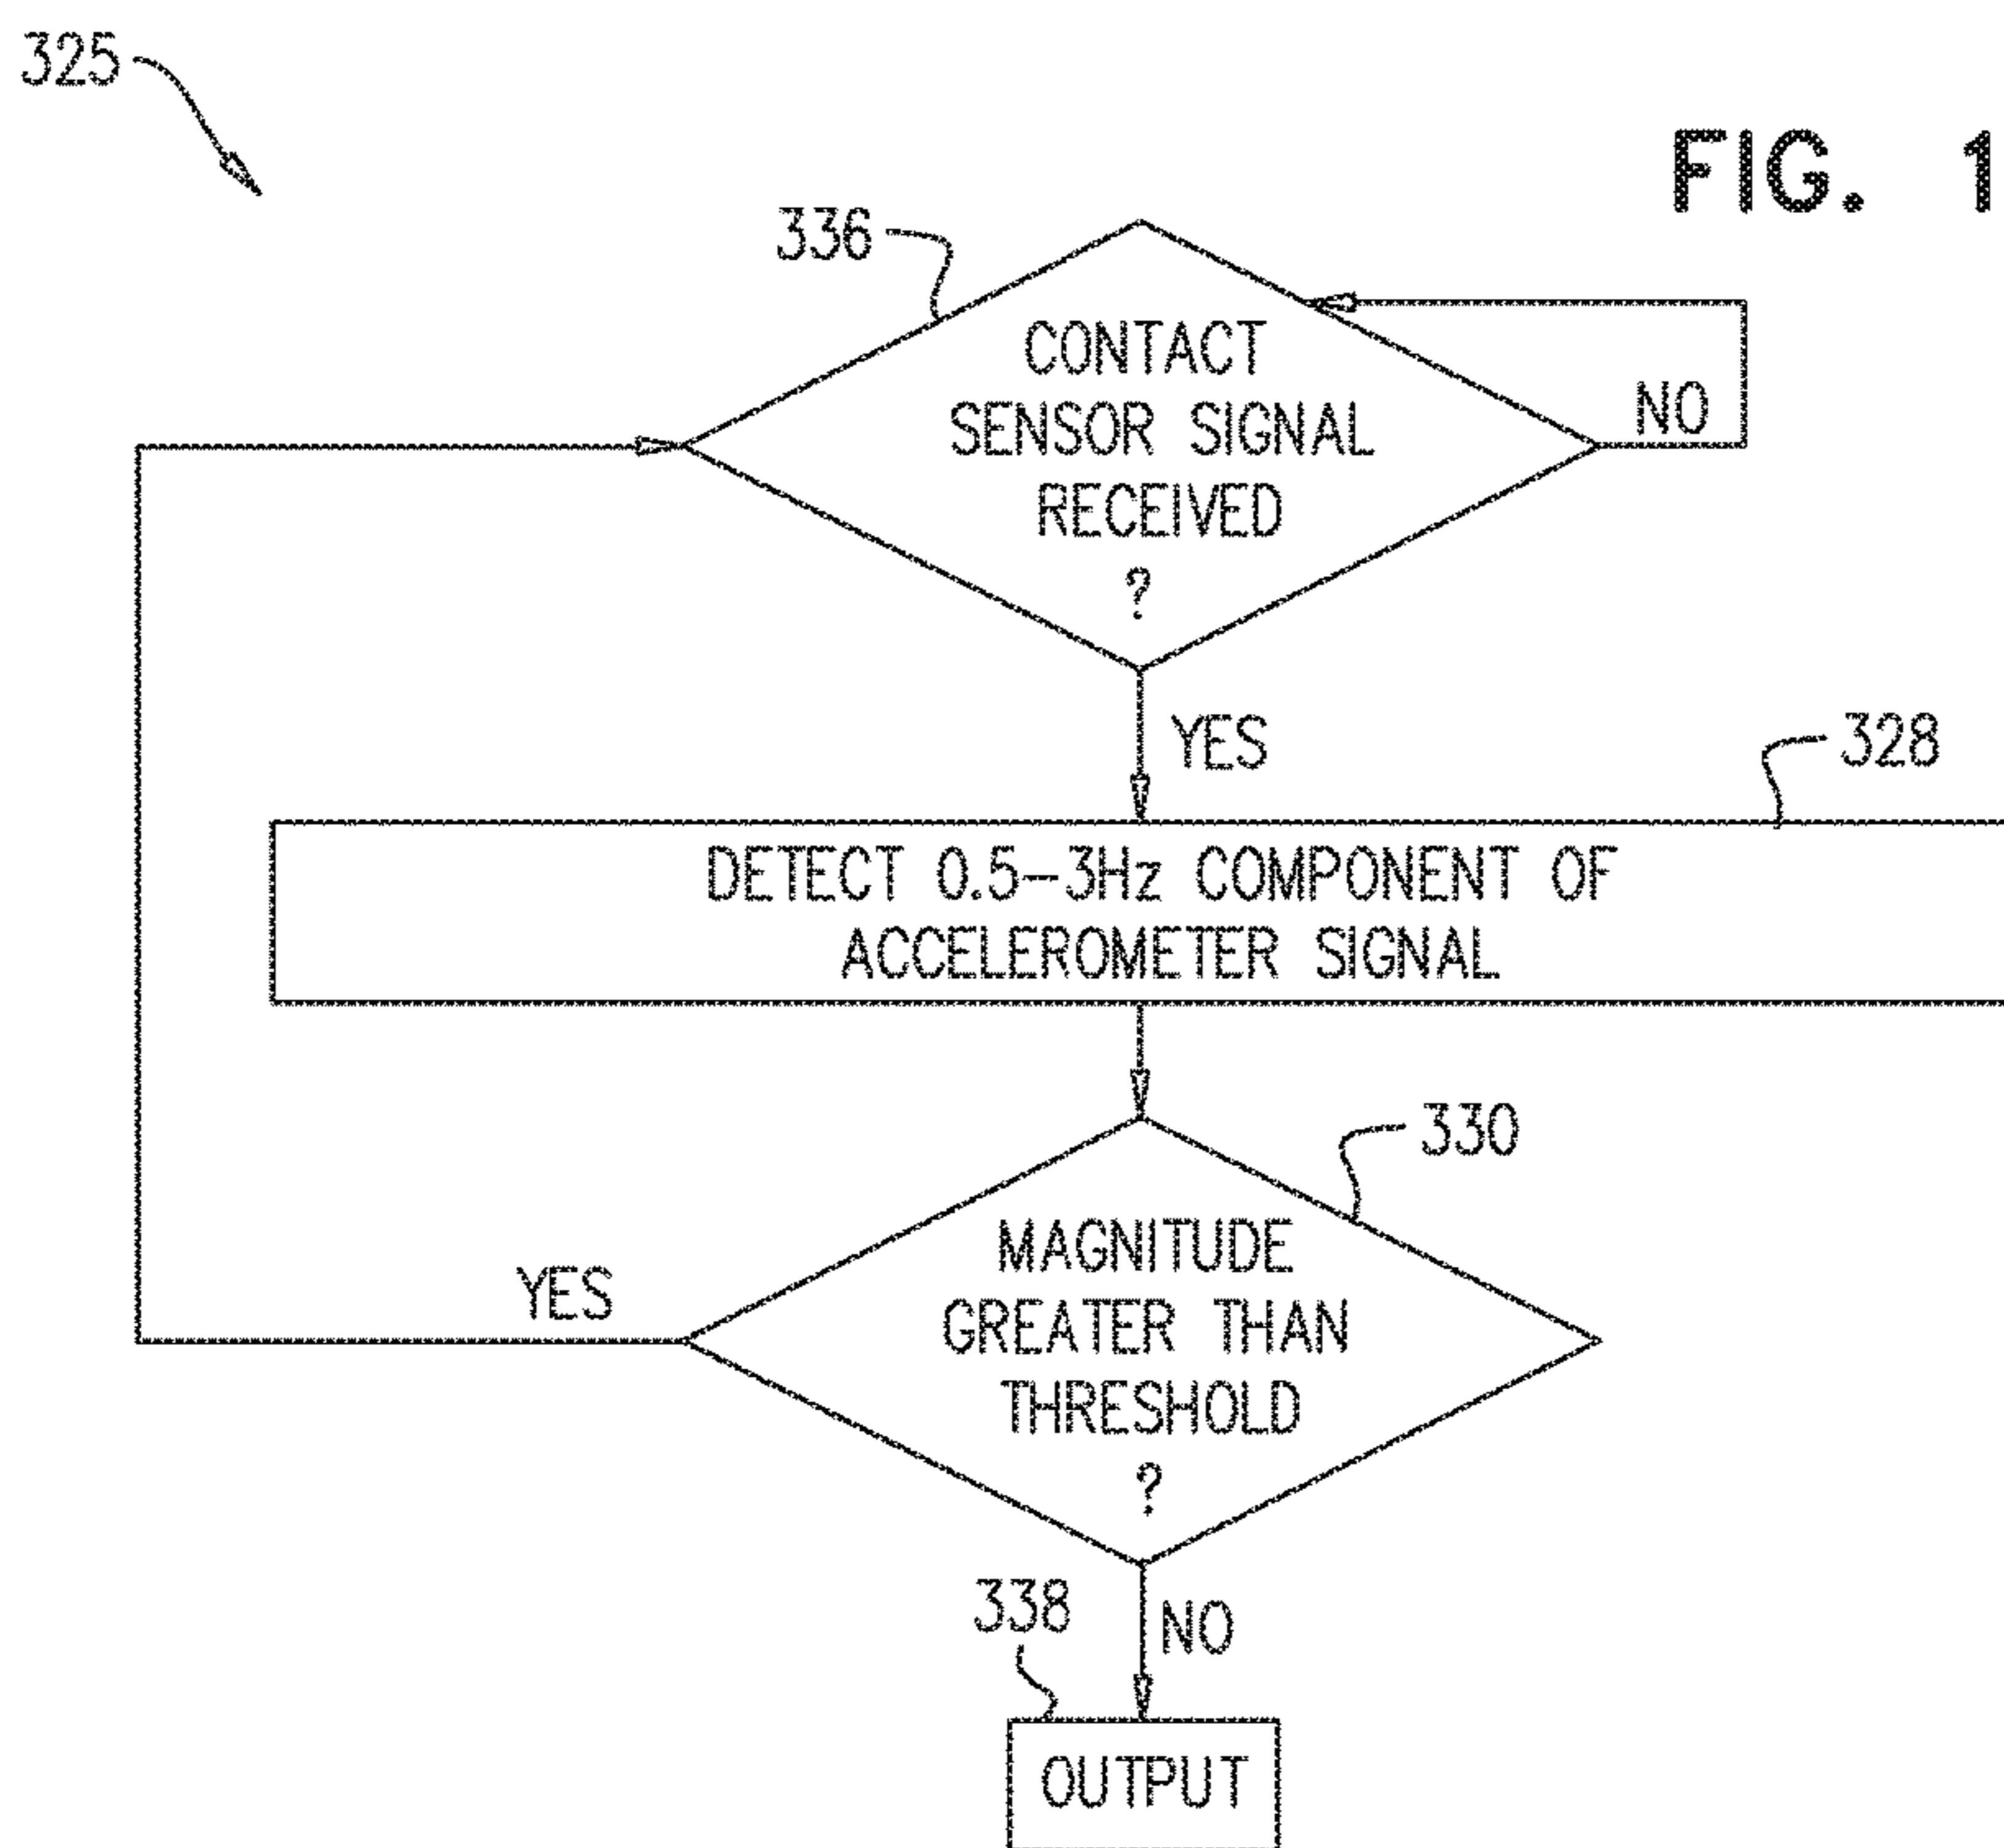 325
FIG. 1
336
CONTACT
SENSOR SIGNAL
RECEIVED
?
NO
YES
328
DETECT 0.5–3Hz COMPONENT OF
ACCELEROMETER SIGNAL
330
MAGNITUDE
GREATER THAN
THRESHOLD
?
YES
338
NO
OUTPUT